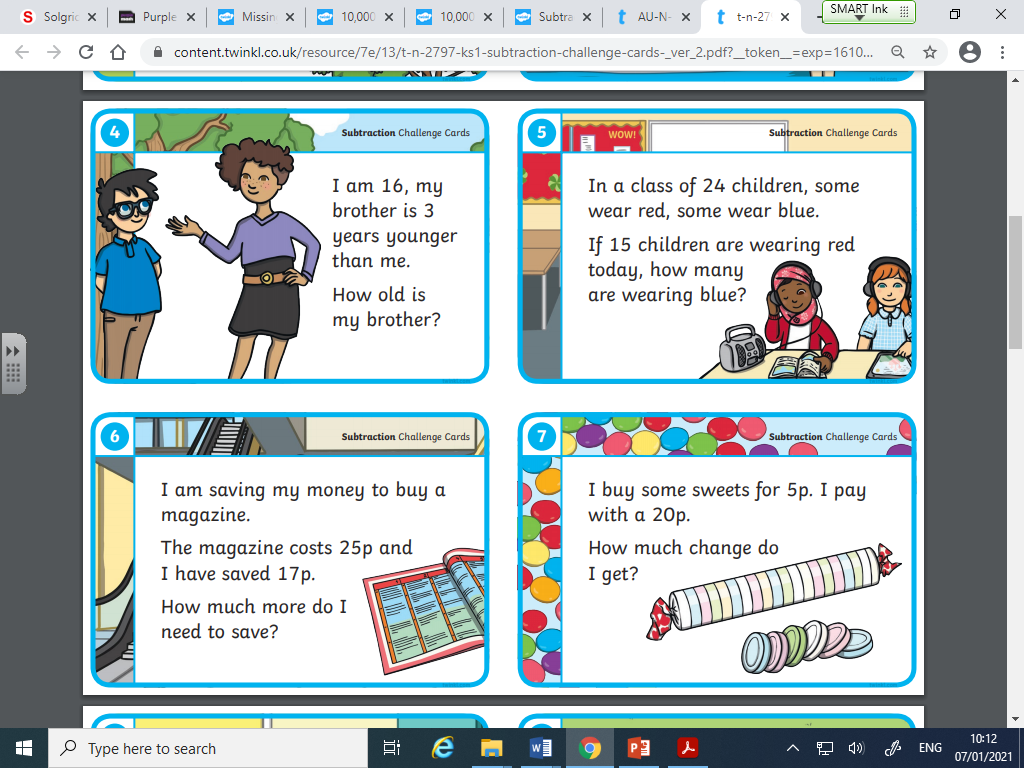 Solgric
Purple
Missin
10,000
10,000
Subtra
AU-N-
t-n-27
SMART Ink
content.twinkl.co.uk/resource/7e/13/t-n-2797-ks1-subtraction-challenge-cards-_ver_2.pdf?__token__=exp=1610...
4
Subtraction Challenge Cards
I am 16, my
brother is 3
years younger
than me.
How old is
my brother?
5
WOW!
Subtraction Challenge Cards
In a class of 24 children, some
wear red, some wear blue.
If 15 children are wearing red
today, how many
are wearing blue?
6
Subtraction Challenge Cards
I am saving my money to buy a
magazine.
The magazine costs 25p and
I have saved 17p.
How much more do I
need to save?
7
Subtraction Challenge Cards
I buy some sweets for 5p. I pay
with a 20p.
How much change do
I get?
Type here to search
ENG
10:12
07/01/2021